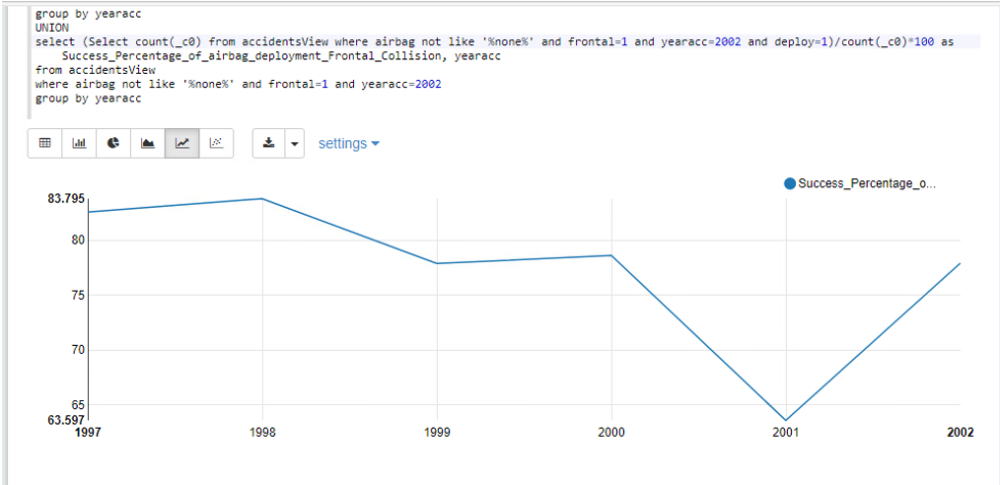 group by yearacc
UNION
select (Select count(_c0) from accidentsView where airbag not like '%none%' and frontal=1 and yearacc=2002 and deploy=1)/count(_c0)*100 as
Success_Percentage_of_airbag_deployment_Frontal_Collision, yearacc
from accidentsView
where airbag not like '%none%' and frontal=1 and yearacc=2002
group by yearacc
settings
Success_Percentage_o...
83.795
80
75
70
65
63.597
1997 1998 1999 2000 2001 2002